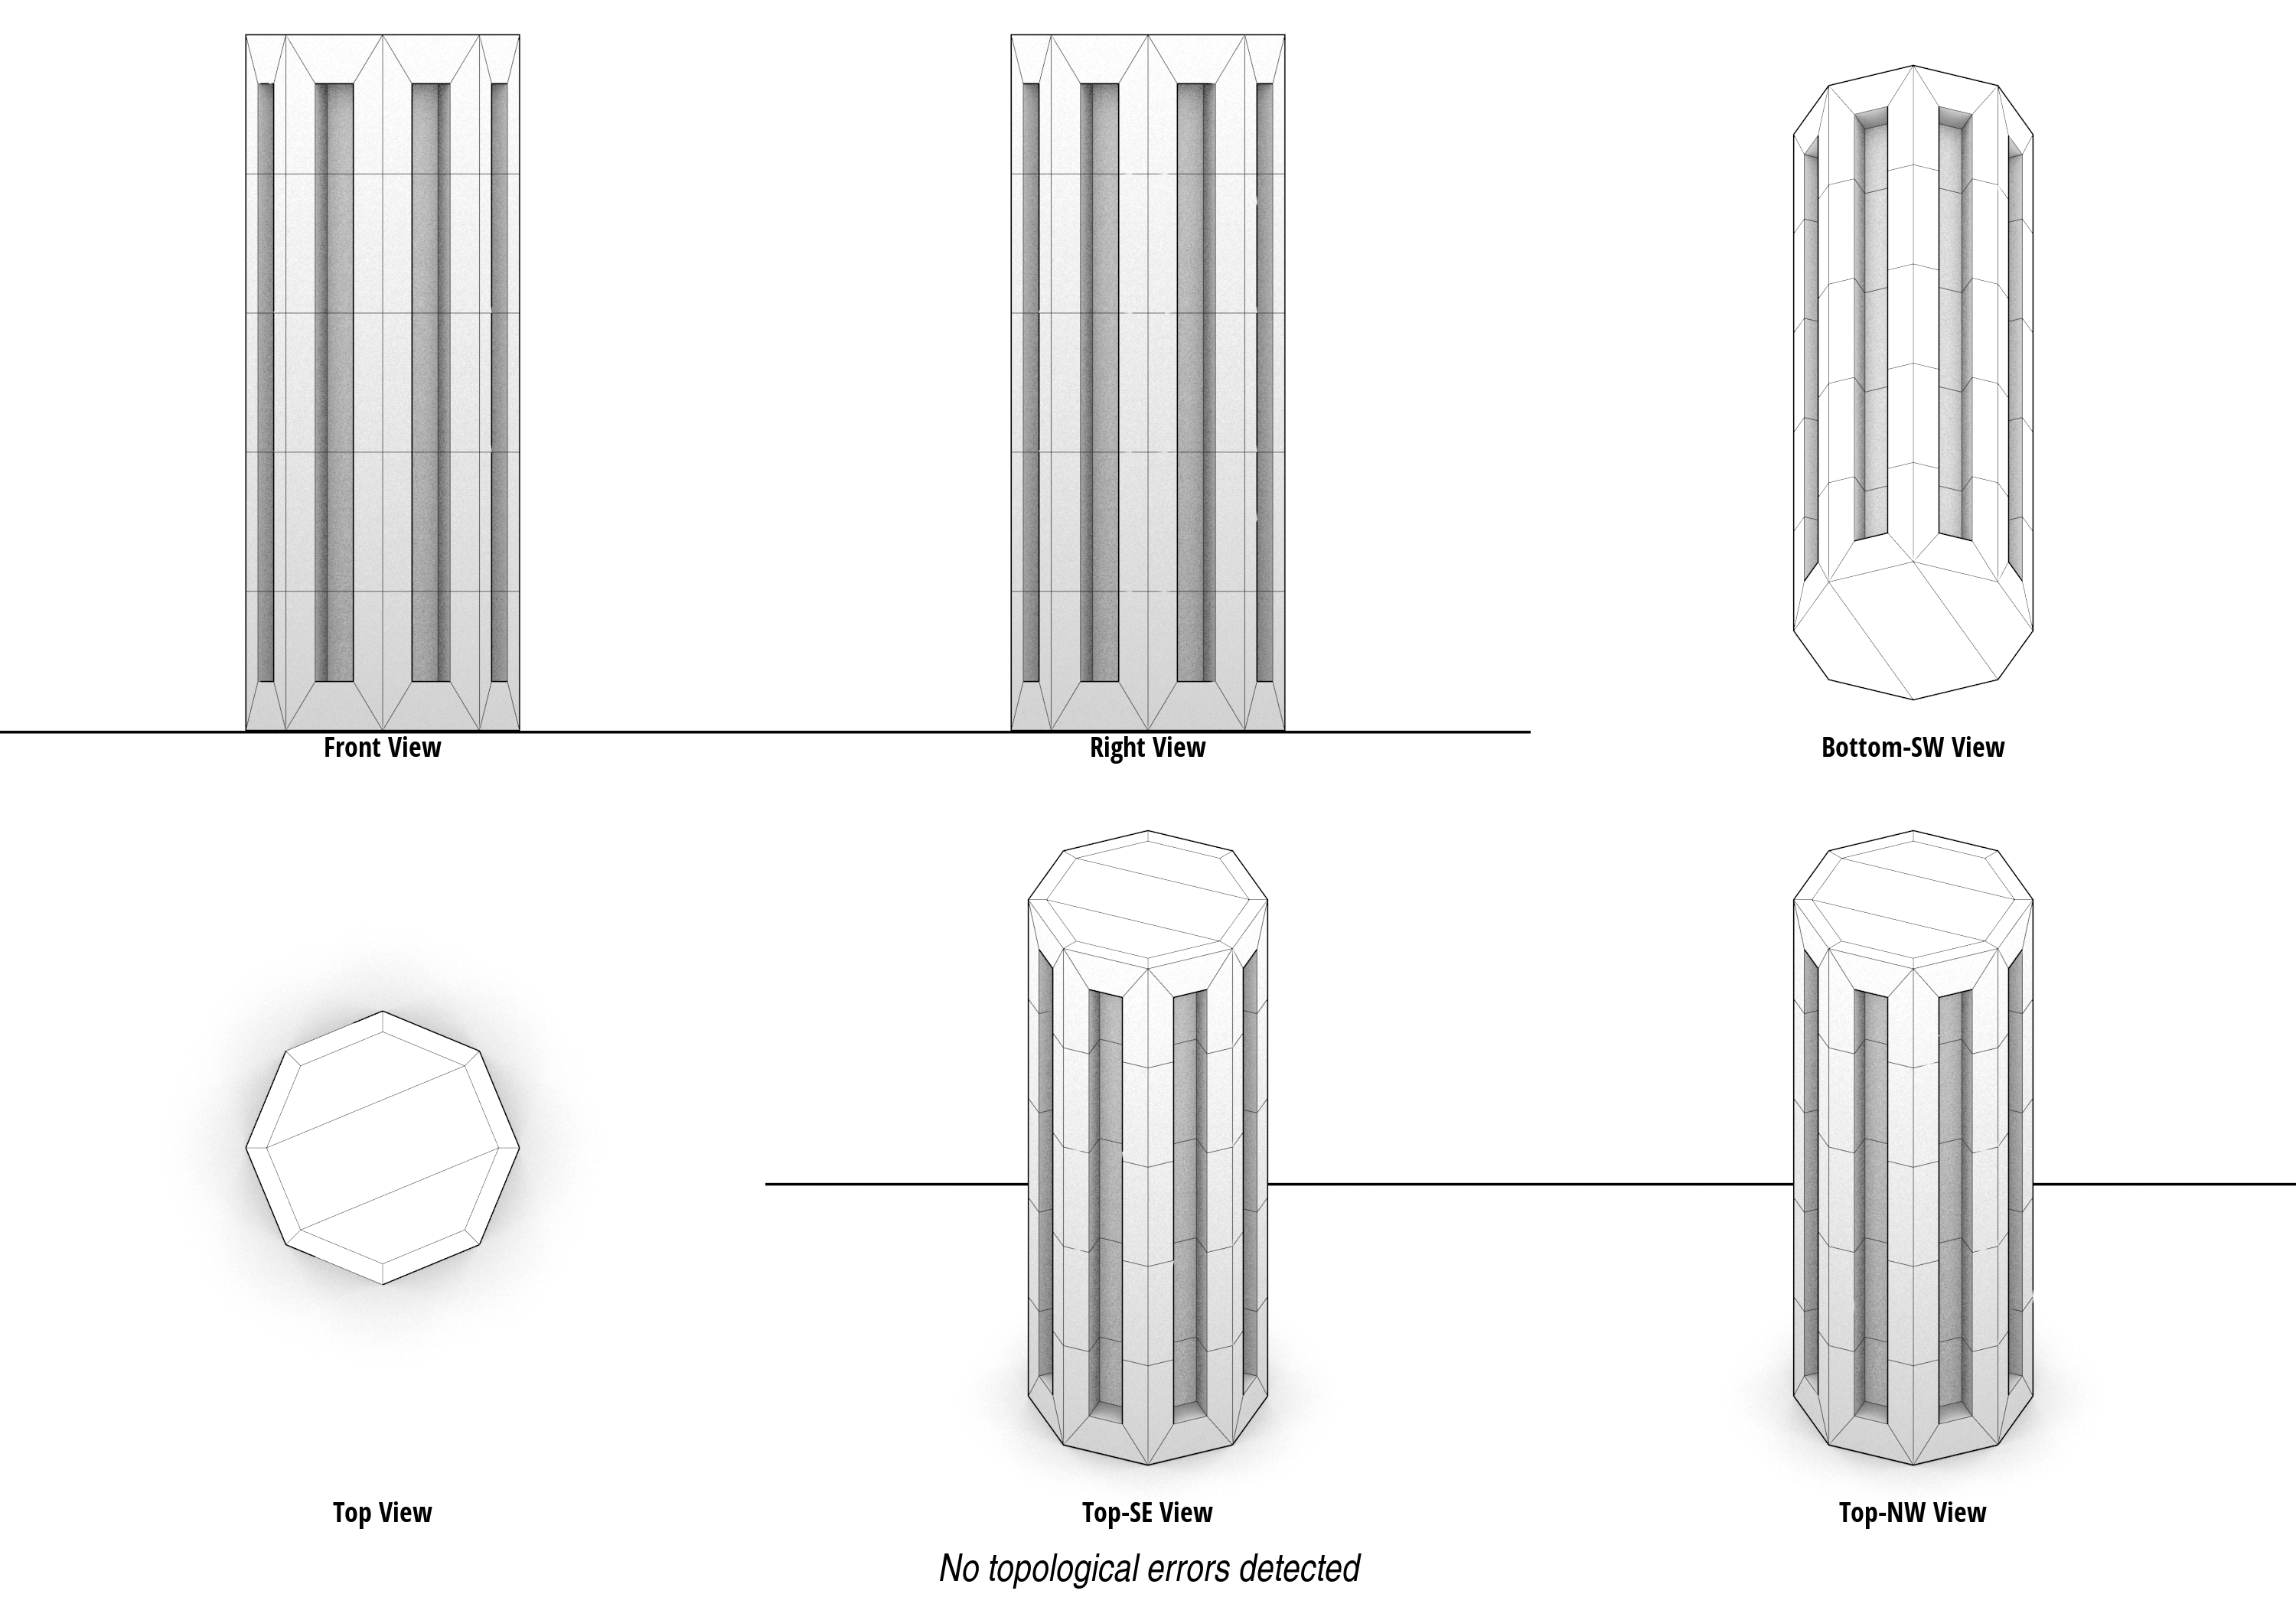 Front View
Right View
Bottom-SW View
Top View
Top-SE View
Top-NW View
No topological errors detected